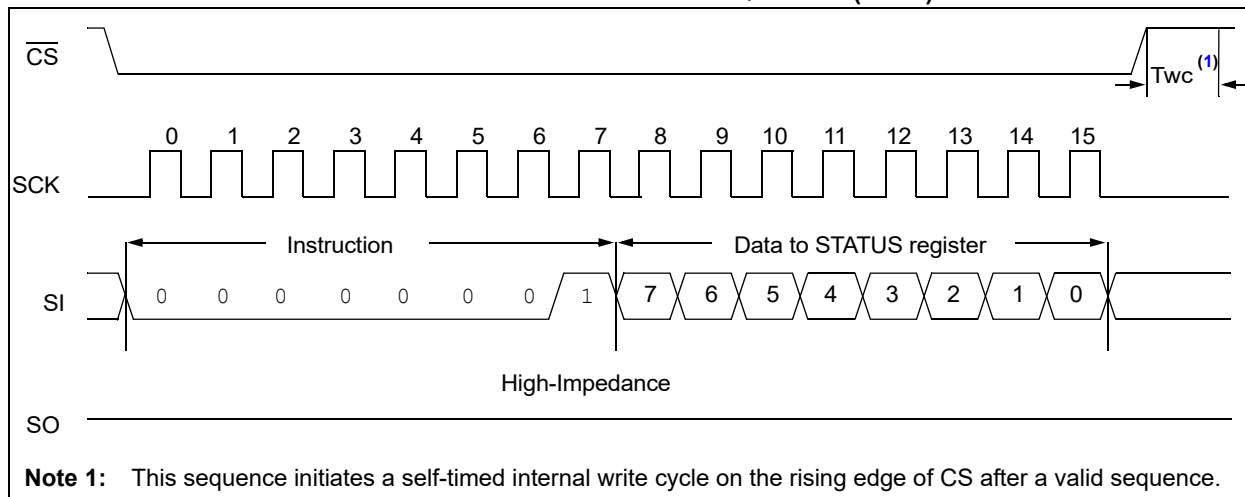 CS
Twc (1)
0 1 2 3 4 5 6 7 8 9 10 11 12 13 14 15
SCK
Instruction Data to STATUS register
SI 0 0 0 0 0 0 0 1 7 6 5 4 3 2 1 0
High-Impedance
SO
Note 1: This sequence initiates a self-timed internal write cycle on the rising edge of CS after a valid sequence.